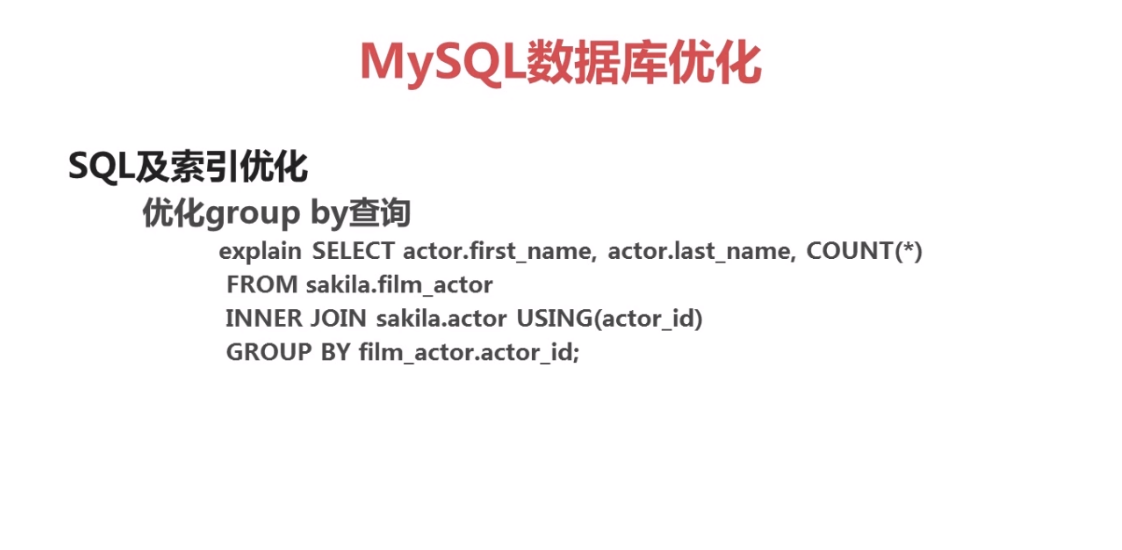 MySQL数据库优化
SQL及索引优化
优化group by查询
explain SELECT actor.first_name, actor.last_name, COUNT(*)
FROM sakila.film_actor
INNER JOIN sakila.actor USING(actor_id)
GROUP BY film_actor.actor_id;